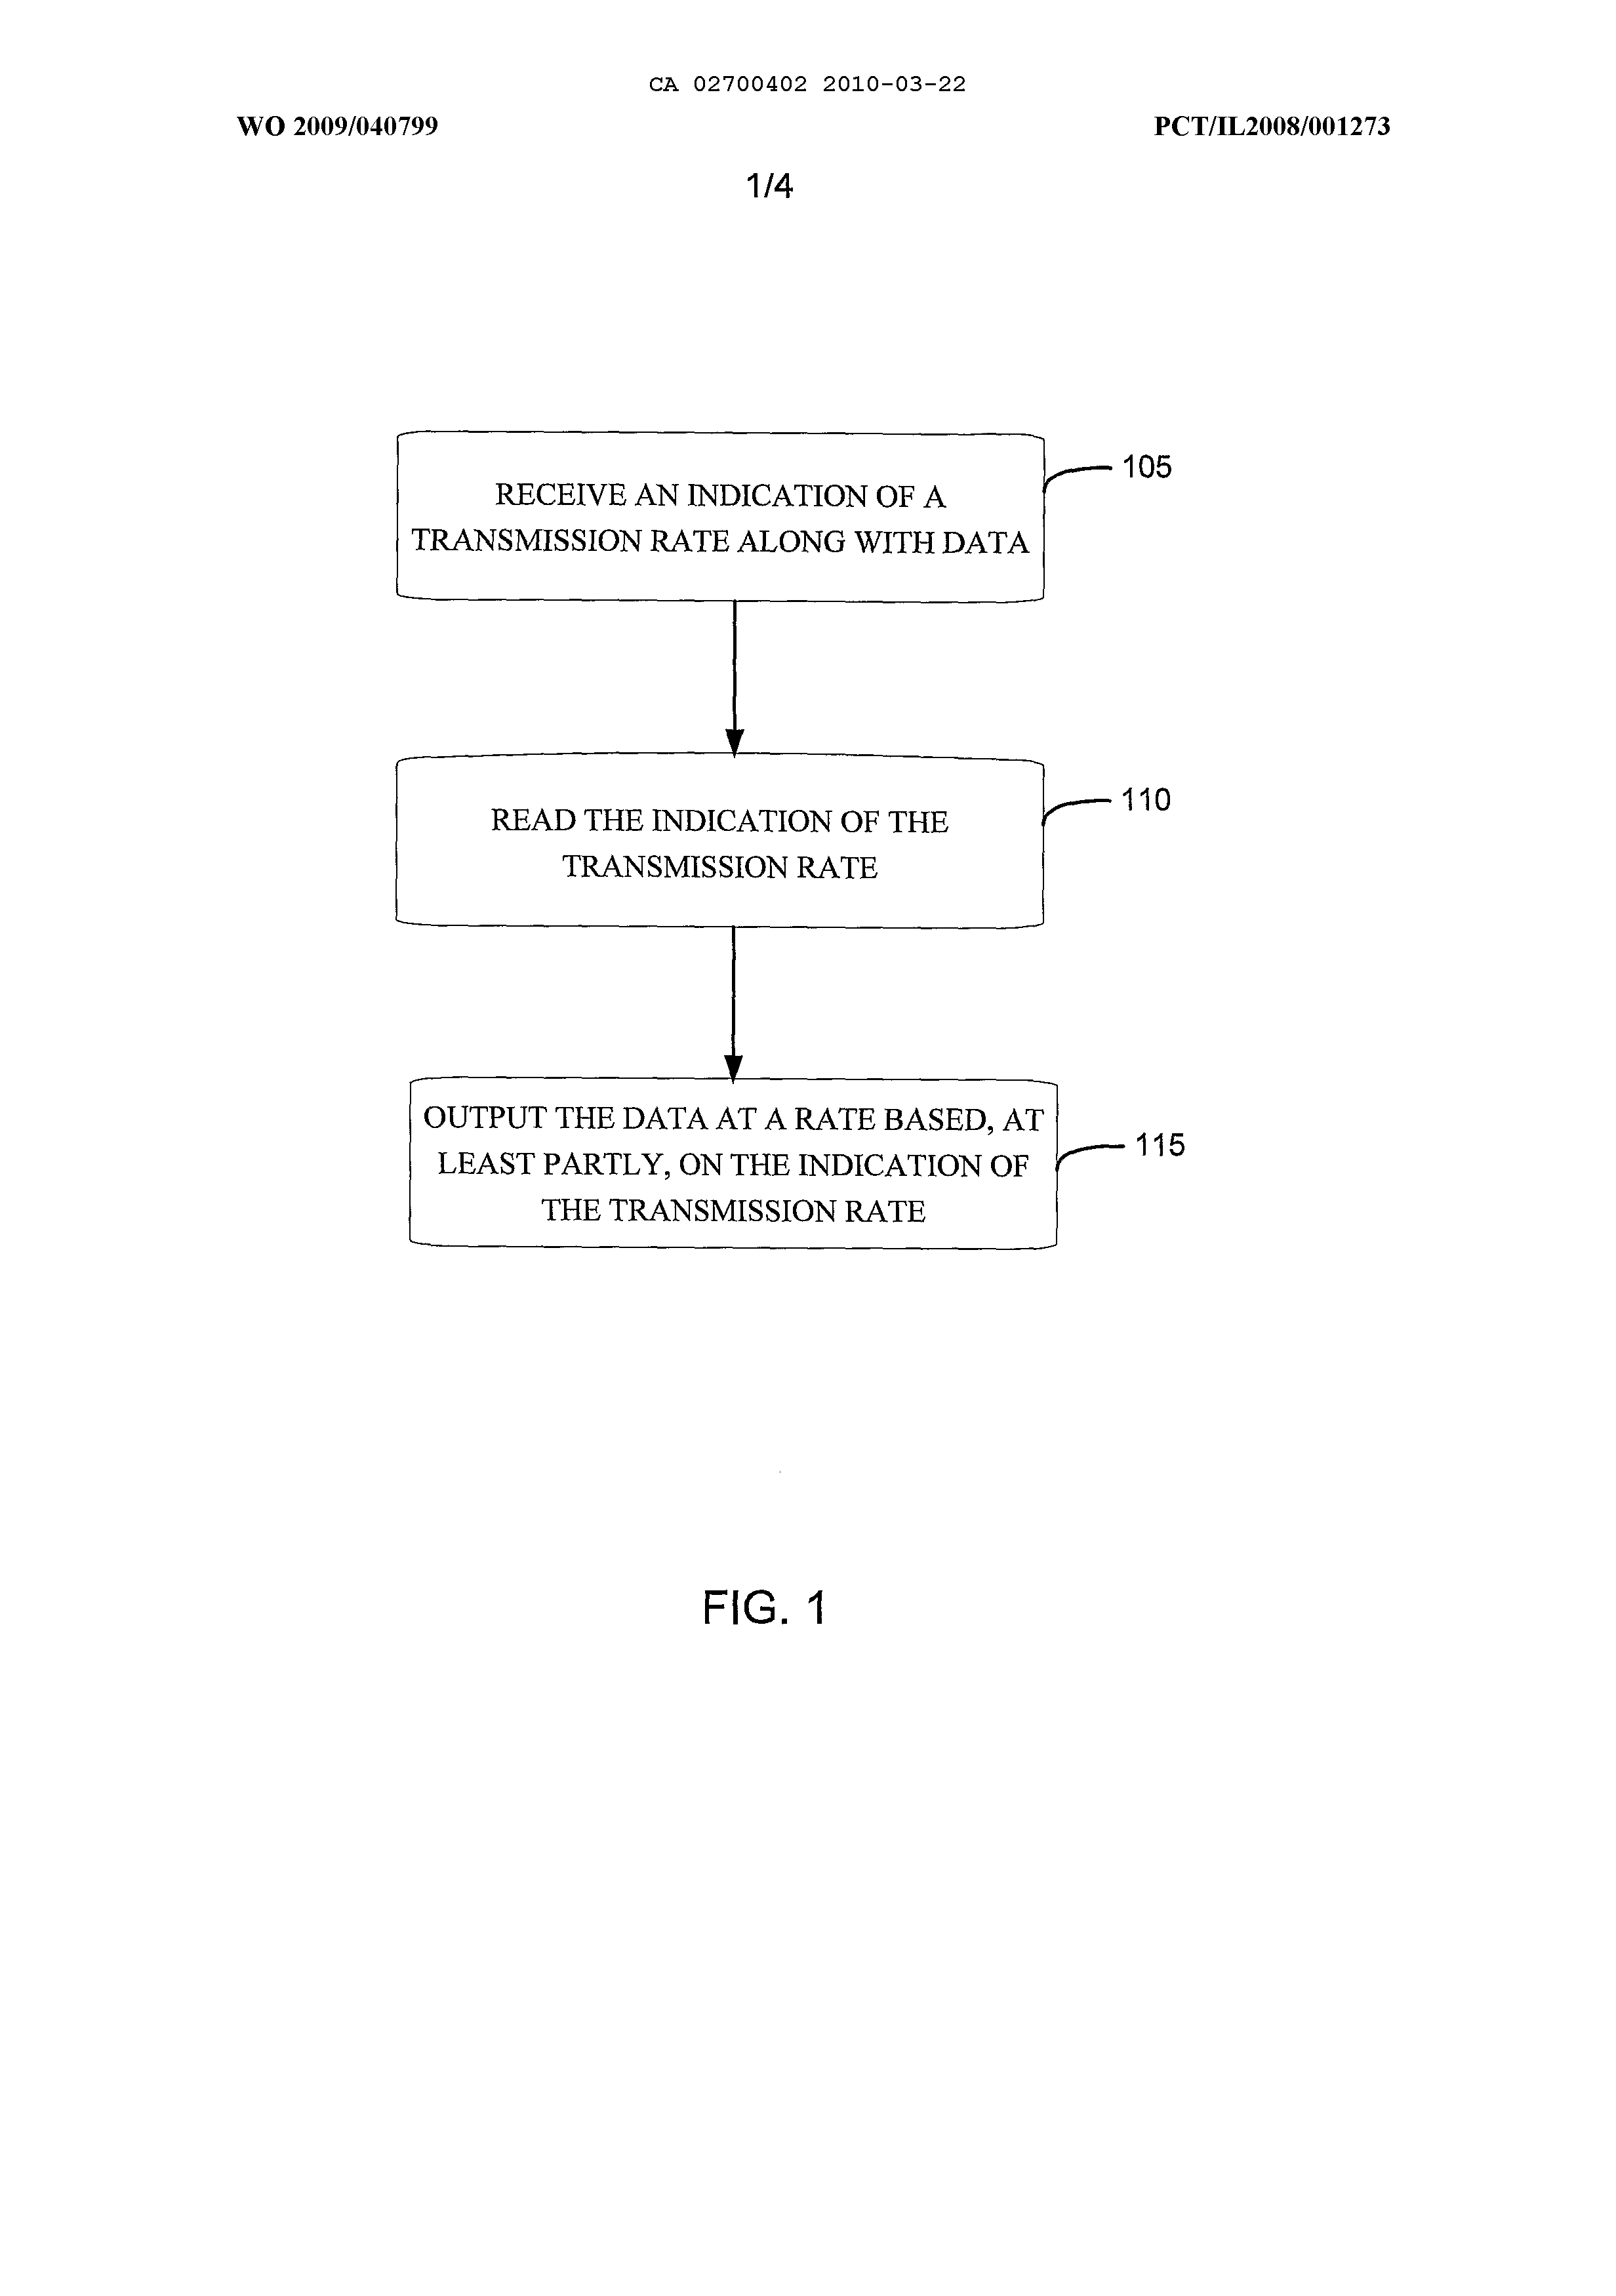 CA 02700402 2010-03-22
WO 2009/040799 PCT/IL2008/001273
1/4
RECEIVE AN INDICATION OF A
TRANSMISSION RATE ALONG WITH DATA
105
READ THE INDICATION OF THE
TRANSMISSION RATE
110
OUTPUT THE DATA AT A RATE BASED, AT
LEAST PARTLY, ON THE INDICATION OF
THE TRANSMISSION RATE
115
FIG. 1